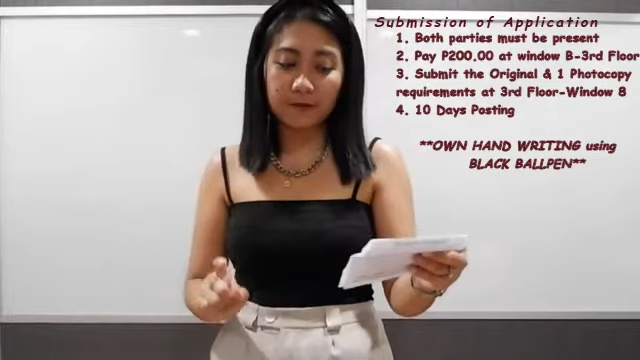 Submission of Application
1. Both parties must be present
2. Pay P200.00 at window B-3rd Floor
3. Submit the Original & 1 Photocopy
requirements at 3rd Floor-Window 8
4. 10 Days Posting
**OWN HAND WRITING using
BLACK BALLPEN**